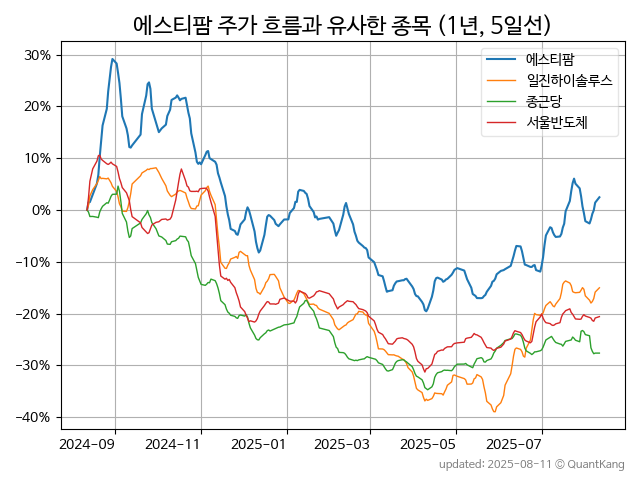 에스티팜 주가 흐름과 유사한 종목 (1년, 5일선)
30%
20%
10%
0%
−10%
−20%
−30%
−40%
에스티팜
일진하이솔루스
종근당
서울반도체
2024-09
2024-11
2025-01
2025-03
2025-05
2025-07
updated: 2025-08-11 © QuantKang